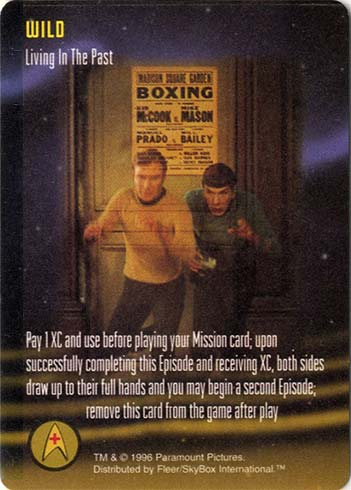 WILD
Living In The Past
MADISON SQUARE GARDEN
BOXING
McCOOK v. MASON
PRADO v. BAILEY
Pay 1 XC and use before playing your Mission card; upon
successfully completing this Episode and receiving XC, both sides
draw up to their full hands and you may begin a second Episode;
remove this card from the game after play
TM & © 1996 Paramount Pictures.
Distributed by Fleer/SkyBox International.™